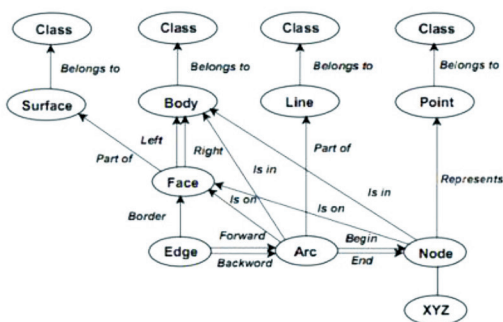 Class Class Class Class
Belongs to Belongs to Belongs to Belongs to
Surface Body Line Point
Left
Right Part of
Part of
Is in Is in
Represents
Face
Is on Is on
Border
Forward Begin
Edge Arc Node
Backword End
XYZ